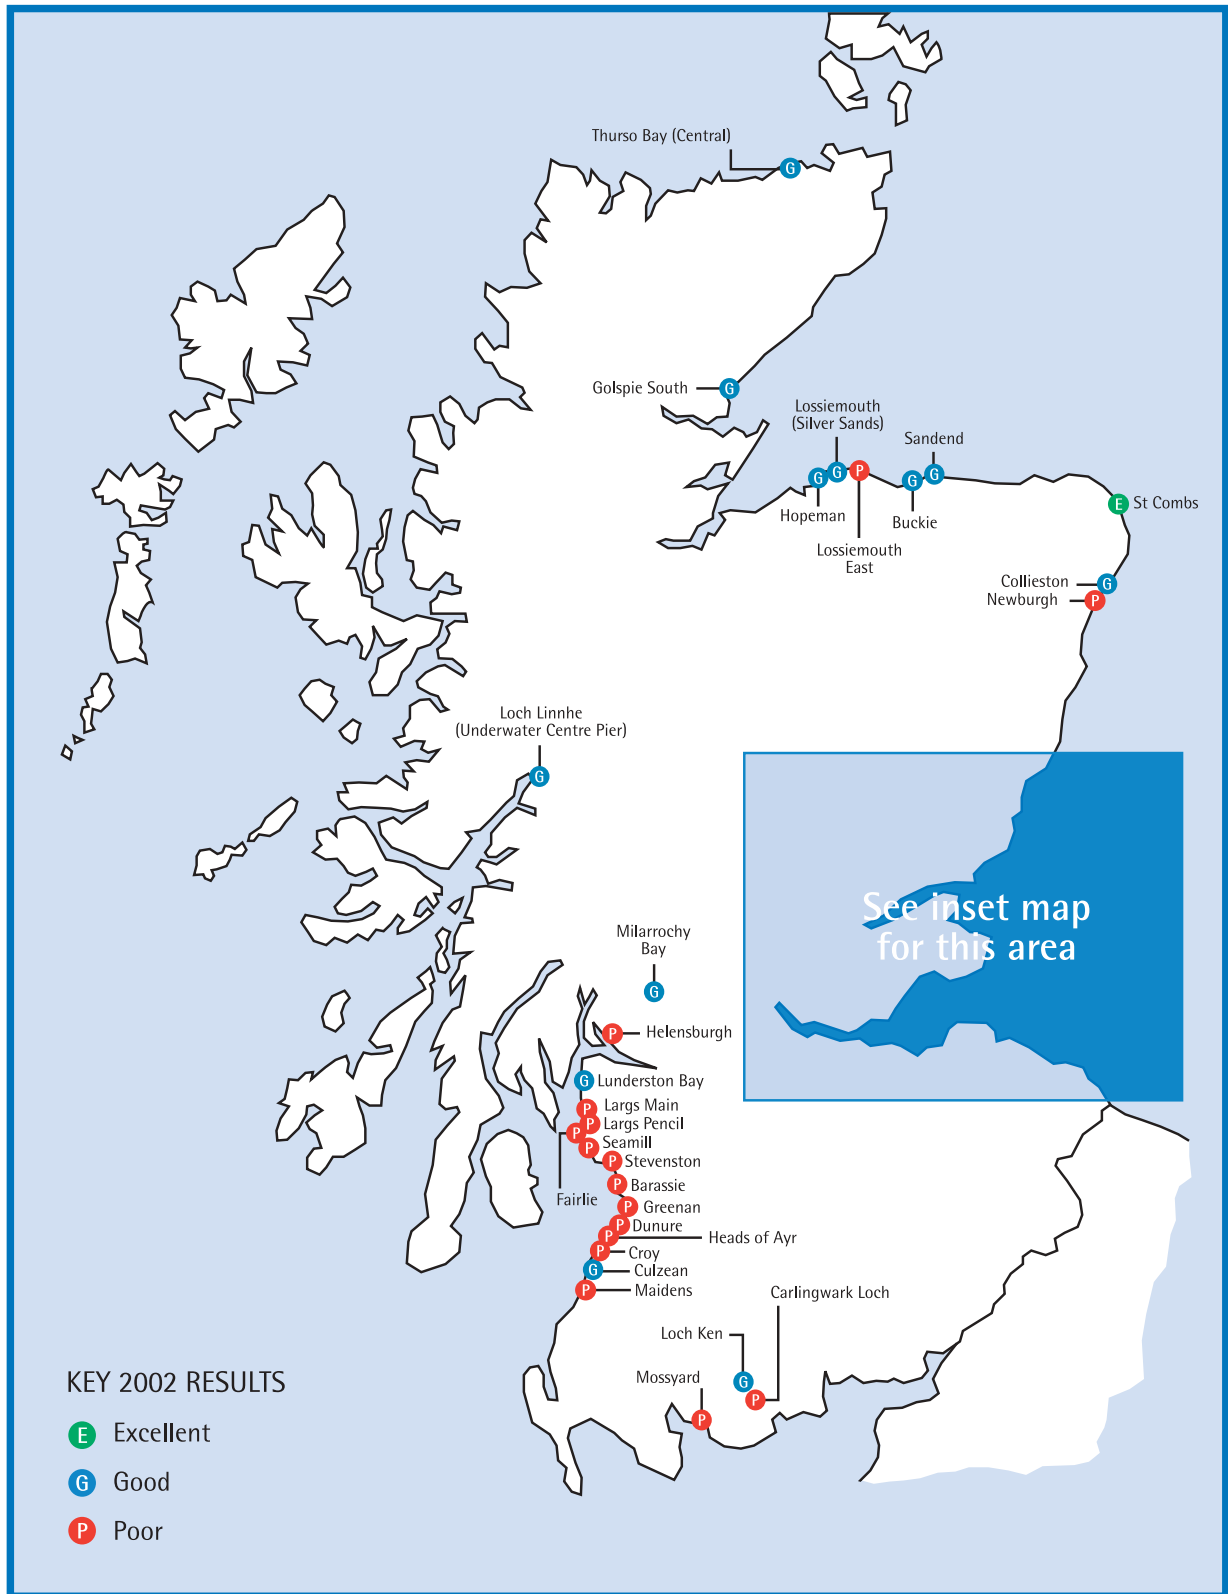 Thurso Bay (Central)
G
Golspie South
G
Lossiemouth
(Silver Sands)
Sandend
G
G
P
G
G
Hopeman
Buckie
Lossiemouth
East
E
St Combs
Collieston
G
Newburgh
P
Loch Linnhe
(Underwater Centre Pier)
G
See inset map
for this area
Milarrochy
Bay
G
P
Helensburgh
G
Lunderston Bay
P
Largs Main
P
Largs Pencil
P
P
Seamill
P
Stevenston
Fairlie
P
Barassie
P
Greenan
P
Dunure
P
Heads of Ayr
P
Croy
G
Culzean
P
Maidens
Carlingwark Loch
Loch Ken
Mossyard
G
P
P
KEY 2002 RESULTS
E Excellent
G Good
P Poor